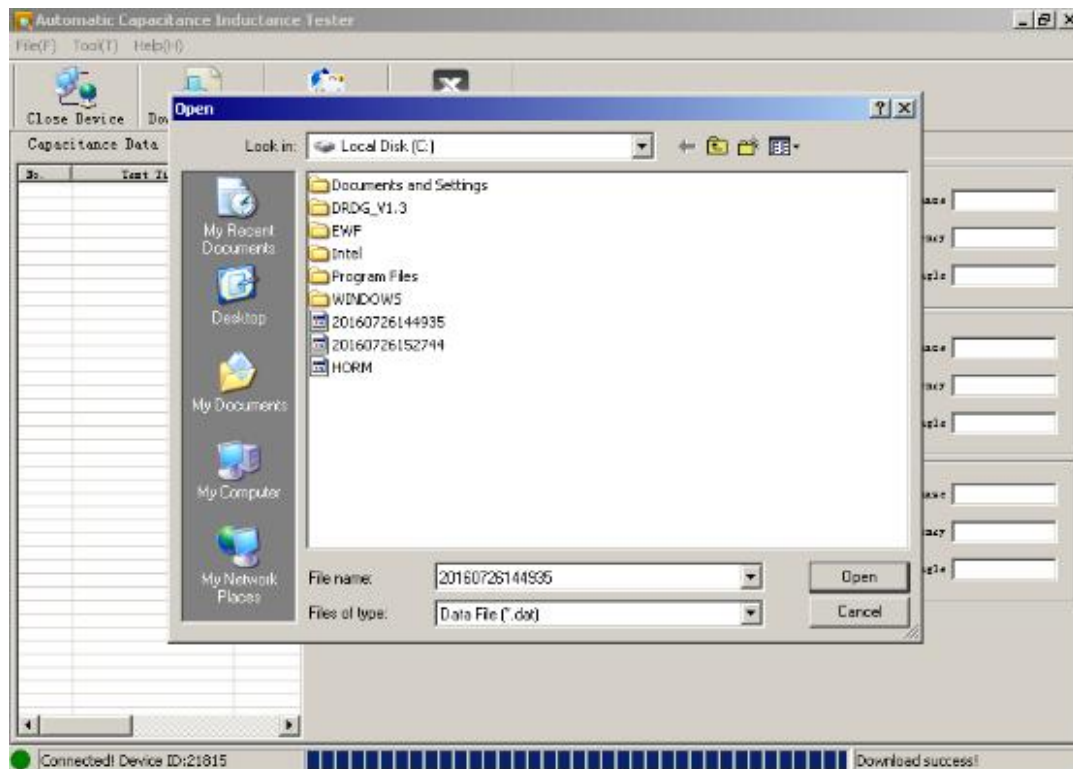 Automatic Capacitance Inductance Tester
File(F) Tool(T) Help(H)
Open
Close Device
Look in: Local Disk (C:)
Capacitance Data
No. Test
My Recent Documents
Desktop
My Documents
My Computer
My Network Places
Documents and Settings
DRDG_V1.3
EWF
Intel
Program Files
WINDOWS
20160726144935
20160726152744
HORM
File name: 20160726144935 Open
Files of type: Data File (*.dat) Cancel
Connected! Device ID:21815 Download success!